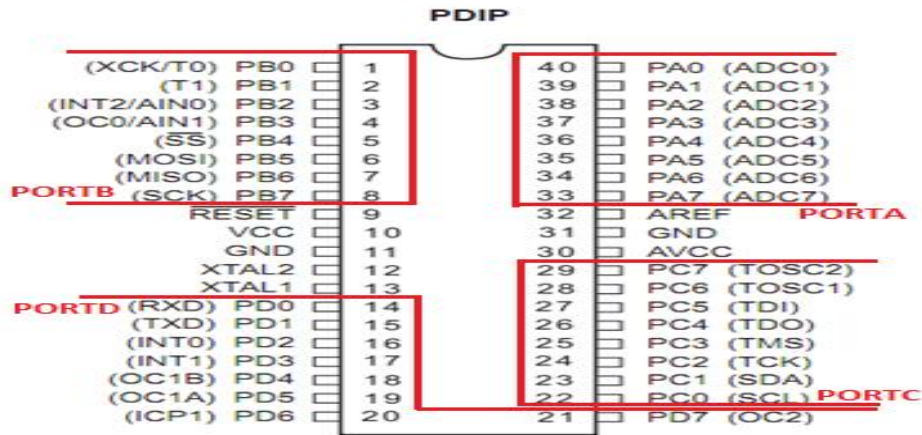 PDIP
(XCK/T0) PB0 1 40 PA0 (ADC0)
(T1) PB1 2 39 PA1 (ADC1)
(INT2/AIN0) PB2 3 38 PA2 (ADC2)
(OC0/AIN1) PB3 4 37 PA3 (ADC3)
(SS) PB4 5 36 PA4 (ADC4)
(MOSI) PB5 6 35 PA5 (ADC5)
(MISO) PB6 7 34 PA6 (ADC6)
PORTB (SCK) PB7 8 33 PA7 (ADC7)
RESET 9 32 AREF PORTA
VCC 10 31 GND
GND 11 30 AVCC
XTAL2 12 29 PC7 (TOSC2)
XTAL1 13 28 PC6 (TOSC1)
PORTD (RXD) PD0 14 27 PC5 (TDI)
(TXD) PD1 15 26 PC4 (TDO)
(INT0) PD2 16 25 PC3 (TMS)
(INT1) PD3 17 24 PC2 (TCK)
(OC1B) PD4 18 23 PC1 (SDA)
(OC1A) PD5 19 22 PC0 (SCL) PORTC
(ICP1) PD6 20 21 PD7 (OC2)